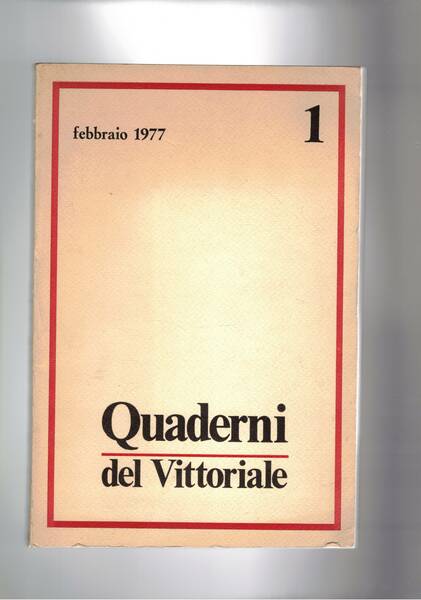 febbraio 1977
1
Quaderni
del Vittoriale